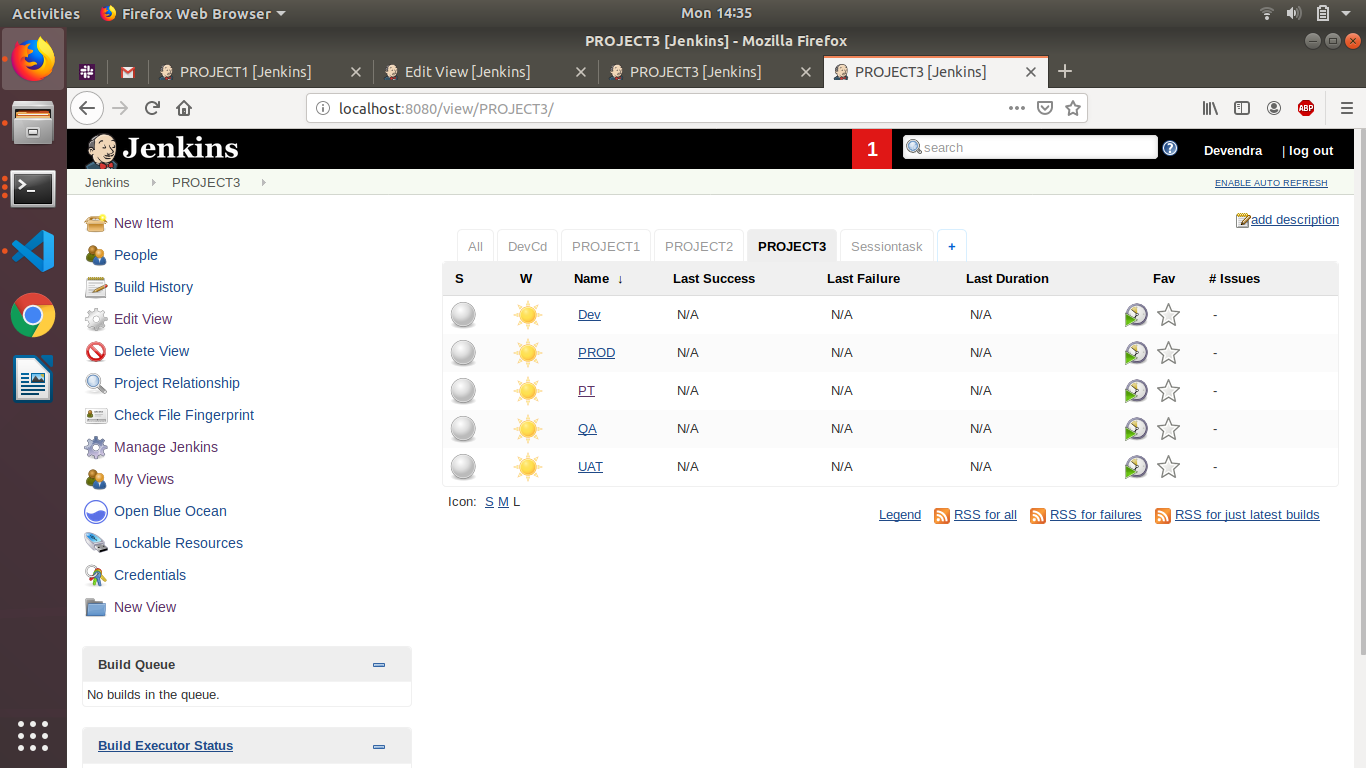 Activities Firefox Web Browser Mon 14:35
PROJECT3 [Jenkins] - Mozilla Firefox
PROJECT1 [Jenkins] Edit View [Jenkins] PROJECT3 [Jenkins] PROJECT3 [Jenkins]
localhost:8080/view/PROJECT3/ ABP
Jenkins 1 search Devendra | log out
Jenkins PROJECT3 ENABLE AUTO REFRESH
add description
New Item
People
Build History
Edit View
Delete View
Project Relationship
Check File Fingerprint
Manage Jenkins
My Views
Open Blue Ocean
Lockable Resources
Credentials
New View
Build Queue
No builds in the queue.
Build Executor Status
All DevCd PROJECT1 PROJECT2 PROJECT3 Sessiontask +
S W Name ↓ Last Success Last Failure Last Duration Fav # Issues
Dev N/A N/A N/A -
PROD N/A N/A N/A -
PT N/A N/A N/A -
QA N/A N/A N/A -
UAT N/A N/A N/A -
Icon: S M L
Legend RSS for all RSS for failures RSS for just latest builds